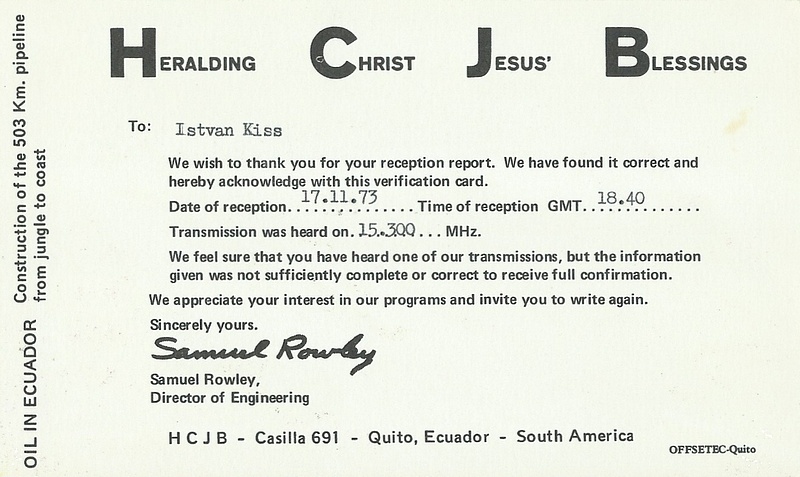 HERALDING CHRIST JESUS' BLESSINGS
To: Istvan Kiss
We wish to thank you for your reception report. We have found it correct and
hereby acknowledge with this verification card.
Date of reception. 17.11.73 Time of reception GMT. 18.40
Transmission was heard on. 15.300 ... MHz.
We feel sure that you have heard one of our transmissions, but the information
given was not sufficiently complete or correct to receive full confirmation.
We appreciate your interest in our programs and invite you to write again.
Sincerely yours.
Samuel Rowley
Samuel Rowley,
Director of Engineering
H C J B - Casilla 691 - Quito, Ecuador - South America
OFFSETEC-Quito
OIL IN ECUADOR Construction of the 503 Km. pipeline
from jungle to coast